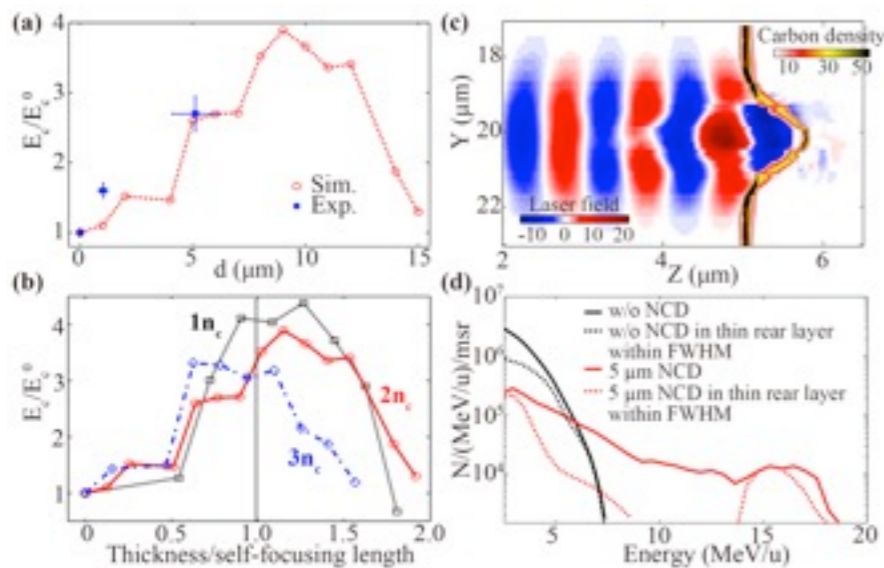 (a)
4
3
2
1
E_c/E_c^0
Sim.
Exp.
0
5
10
15
d (μm)
(c)
18
20
22
Y (μm)
Carbon density
10 30 50
Laser field
-10 0 10 20
2
4
6
Z (μm)
(b)
4
3
2
1
E_c/E_c^0
1n_c
2n_c
3n_c
0
0.5
1.0
1.5
2.0
Thickness/self-focusing length
(d)
10^7
10^6
10^5
10^4
N/(MeV/u)/msr
w/o NCD
w/o NCD in thin rear layer
within FWHM
5 μm NCD
5 μm NCD in thin rear layer
within FWHM
5
10
15
20
Energy (MeV/u)